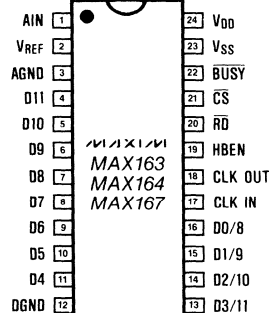 AIN 1 24 VDD
VREF 2 23 VSS
AGND 3 22 BUSY
D11 4 21 CS
D10 5 20 RD
D9 6 MAXIM 19 HBEN
D8 7 MAX163 18 CLK OUT
D7 8 MAX164 17 CLK IN
D6 9 MAX167 16 D0/8
D5 10 15 D1/9
D4 11 14 D2/10
DGND 12 13 D3/11